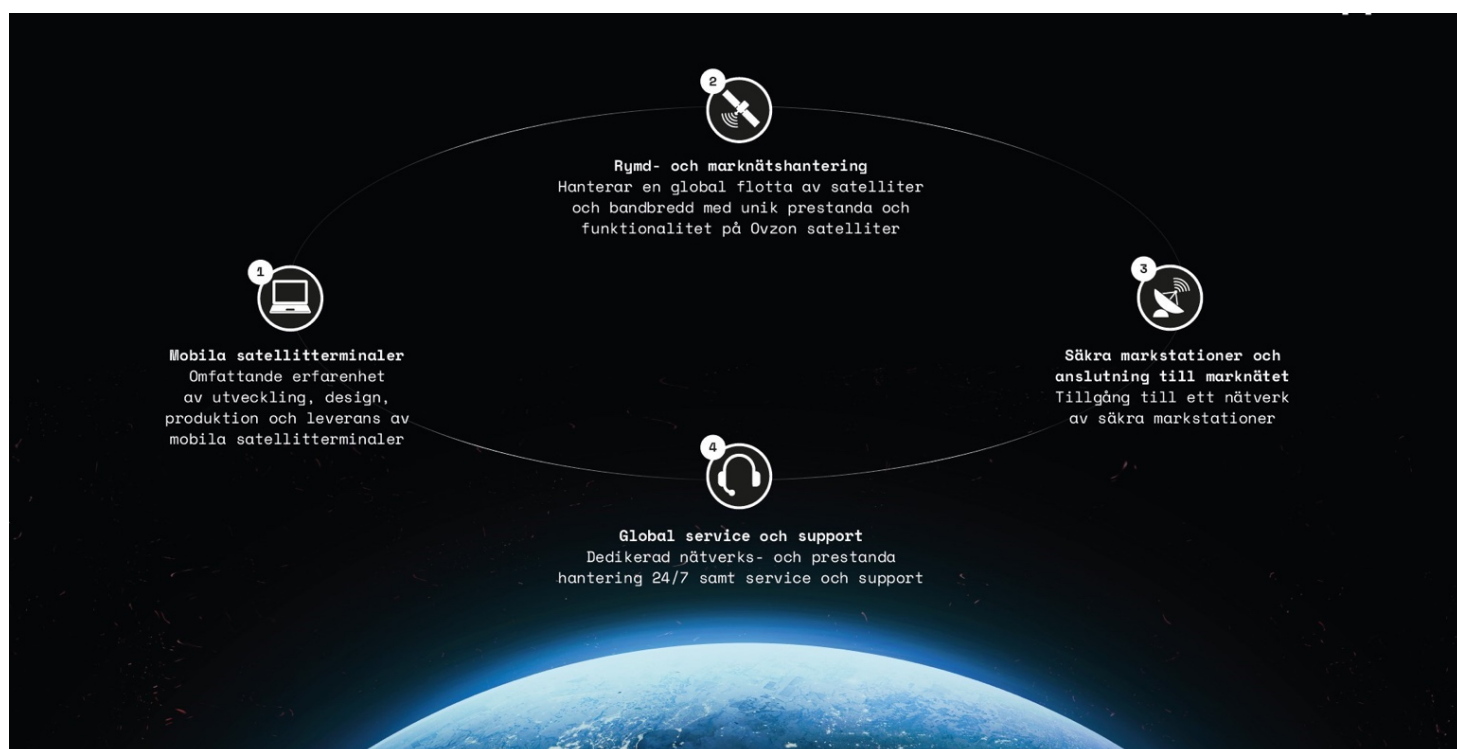 1
Mobila satellitterminaler
Omfattande erfarenhet
av utveckling, design,
produktion och leverans av
mobila satellitterminaler
2
Rymd- och marknätshantering
Hanterar en global flotta av satelliter
och bandbredd med unik prestanda och
funktionalitet på Ovzon satelliter
3
Säkra markstationer och
anslutning till marknätet
Tillgång till ett nätverk
av säkra markstationer
4
Global service och support
Dedikerad nätverks- och prestanda
hantering 24/7 samt service och support